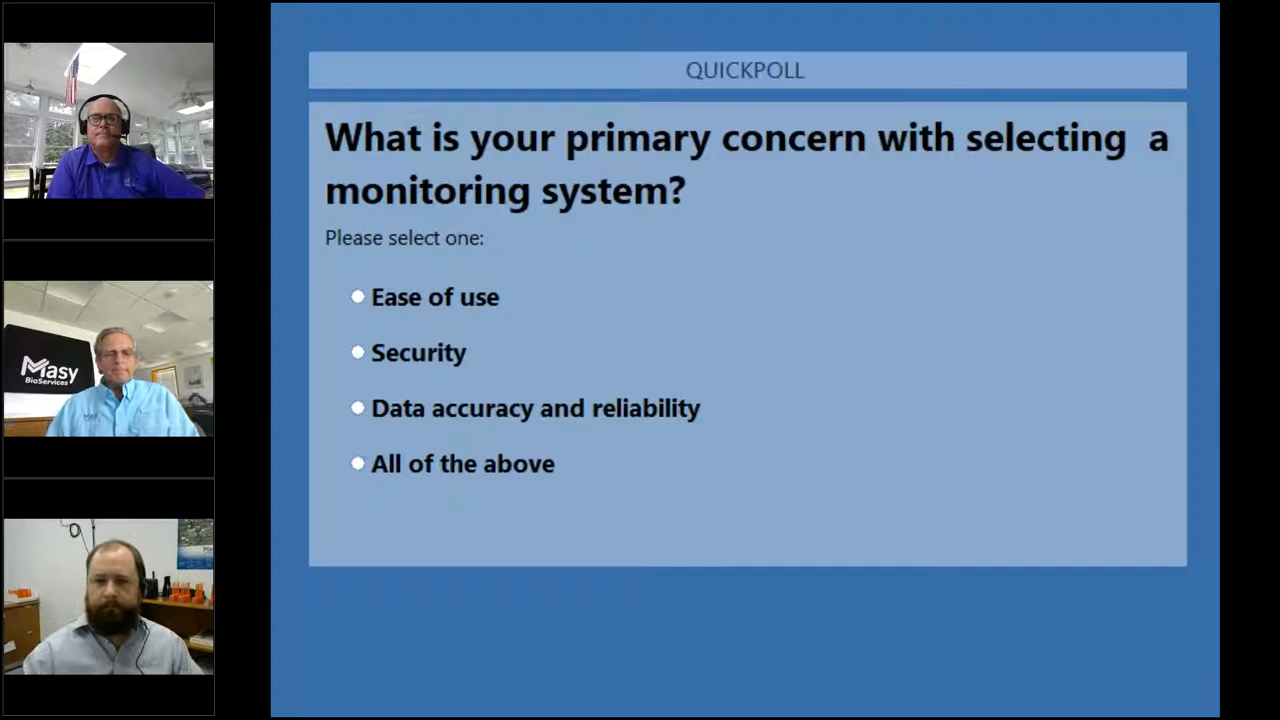 QUICKPOLL
What is your primary concern with selecting a
monitoring system?
Please select one:
Ease of use
Security
Data accuracy and reliability
All of the above
Masy
BioServices